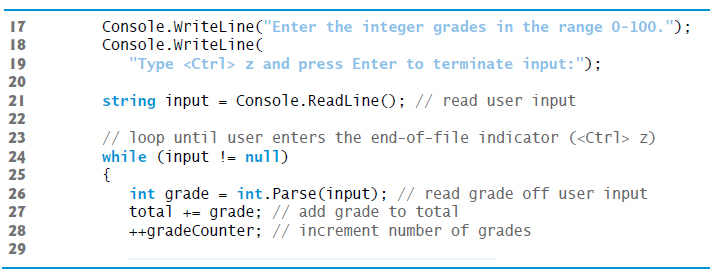 17 Console.WriteLine("Enter the integer grades in the range 0-100.");
18 Console.WriteLine(
19 "Type <Ctrl> z and press Enter to terminate input:");
20
21 string input = Console.ReadLine(); // read user input
22
23 // loop until user enters the end-of-file indicator (<Ctrl> z)
24 while (input != null)
25 {
26 int grade = int.Parse(input); // read grade off user input
27 total += grade; // add grade to total
28 ++gradeCounter; // increment number of grades
29